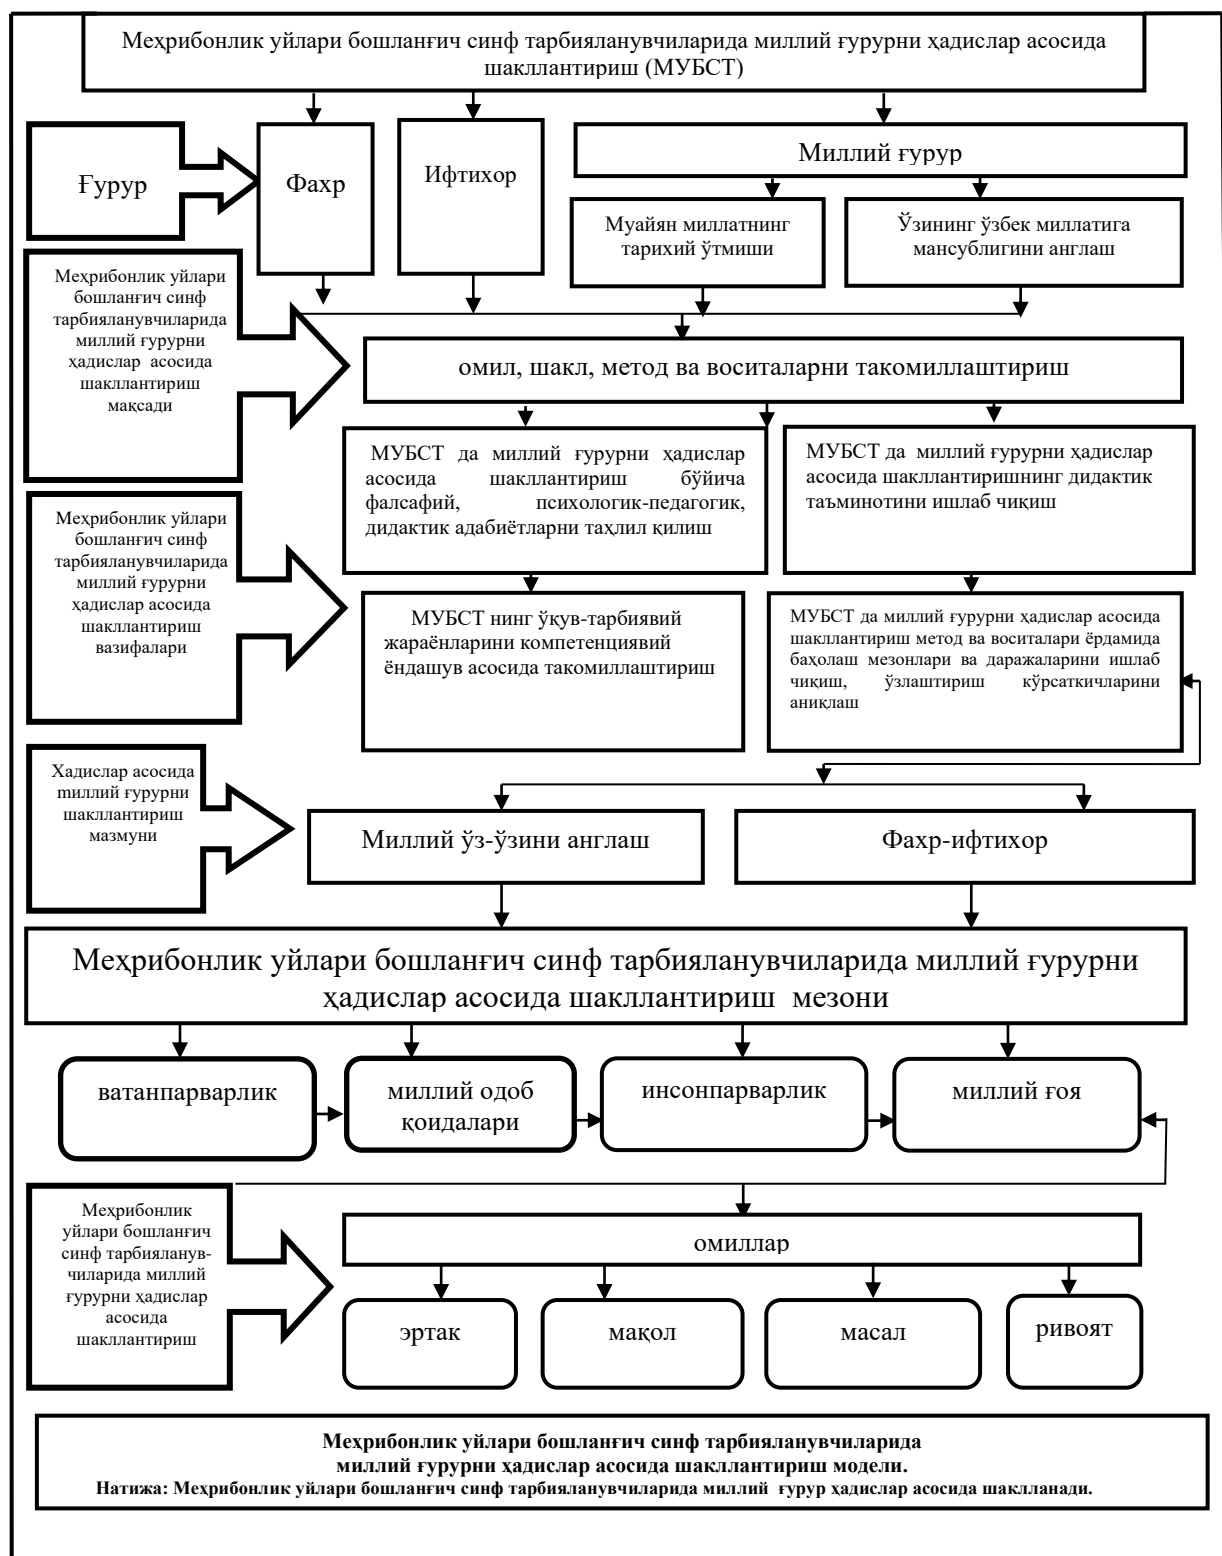 Меҳрибонлик уйлари бошланғич синф тарбияланувчиларида миллий ғурурни ҳадислар асосида
шакллантириш (МУБСТ)
Ғурур
Фахр
Ифтихор
Миллий ғурур
Муайян миллатнинг
тарихий ўтмиши
Ўзининг ўзбек миллатига
мансублигини англаш
Меҳрибонлик уйлари
бошланғич синф
тарбияланувчиларида
миллий ғурурни
ҳадислар асосида
шакллантириш
мақсади
омил, шакл, метод ва воситаларни такомиллаштириш
МУБСТ да миллий ғурурни ҳадислар
асосида шакллантириш бўйича
фалсафий, психологик-педагогик,
дидактик адабиётларни таҳлил қилиш
МУБСТ да миллий ғурурни ҳадислар
асосида шакллантиришнинг дидактик
таъминотини ишлаб чиқиш
Меҳрибонлик уйлари
бошланғич синф
тарбияланувчиларида
миллий ғурурни
ҳадислар асосида
шакллантириш
вазифалари
МУБСТ нинг ўқув-тарбиявий
жараёнларини компетенциявий
ёндашув асосида такомиллаштириш
МУБСТ да миллий ғурурни ҳадислар асосида
шакллантириш метод ва воситалари ёрдамида
баҳолаш мезонлари ва даражаларини ишлаб
чиқиш, ўзлаштириш кўрсаткичларини
аниқлаш
Хадислар асосида
mиллий ғурурни
шакллантириш
мазмуни
Миллий ўз-ўзини англаш
Фахр-ифтихор
Меҳрибонлик уйлари бошланғич синф тарбияланувчиларида миллий ғурурни
ҳадислар асосида шакллантириш мезони
ватанпарварлик
миллий одоб
қоидалари
инсонпарварлик
миллий ғоя
Меҳрибонлик
уйлари бошланғич
синф тарбияланув-
чиларида миллий
ғурурни ҳадислар
асосида
шакллантириш
омиллар
эртак
мақол
масал
ривоят
Меҳрибонлик уйлари бошланғич синф тарбияланувчиларида
миллий ғурурни ҳадислар асосида шакллантириш модели.
Натижа: Меҳрибонлик уйлари бошланғич синф тарбияланувчиларида миллий ғурур ҳадислар асосида шаклланади.